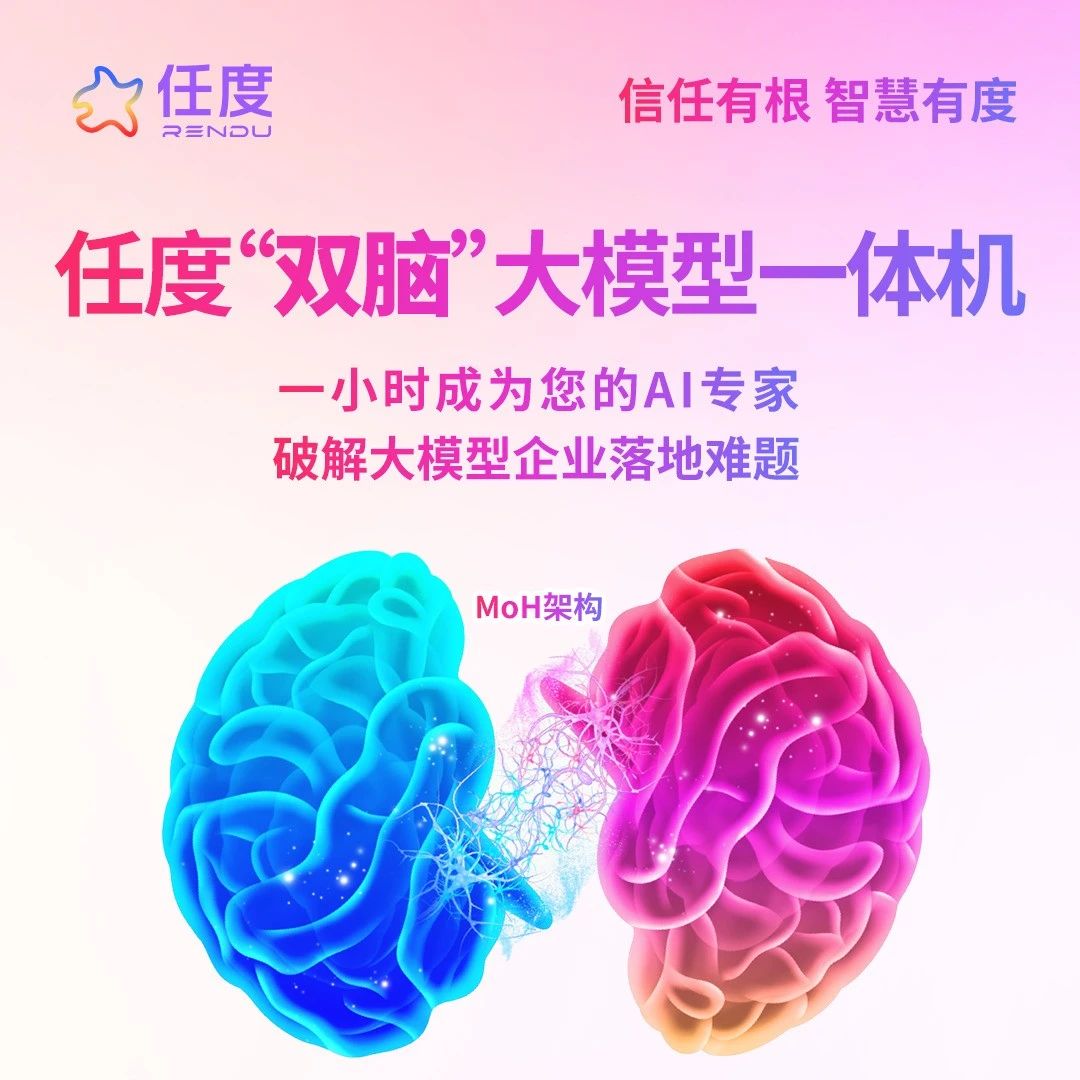 任度
RENDU
信任有根 智慧有度
任度“双脑”大模型一体机
一小时成为您的AI专家
破解大模型企业落地难题
MoH架构